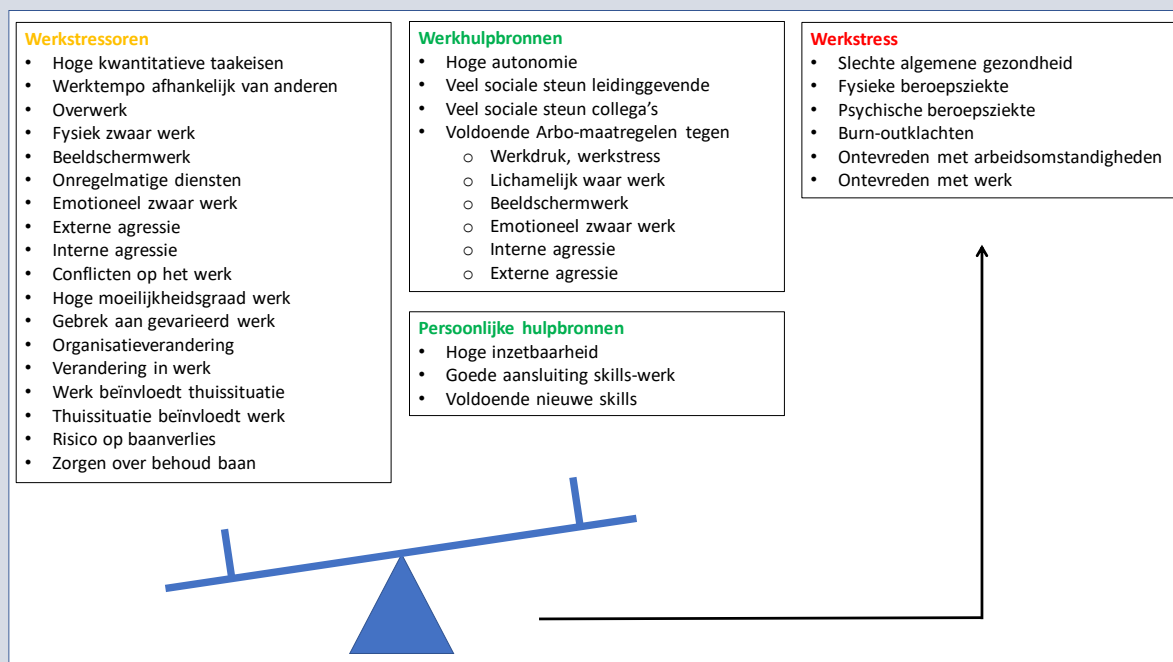 Werkstressoren
• Hoge kwantitatieve taakeisen
• Werktempo afhankelijk van anderen
• Overwerk
• Fysiek zwaar werk
• Beeldschermwerk
• Onregelmatige diensten
• Emotioneel zwaar werk
• Externe agressie
• Interne agressie
• Conflicten op het werk
• Hoge moeilijkheidsgraad werk
• Gebrek aan gevarieerd werk
• Organisatieverandering
• Verandering in werk
• Werk beïnvloedt thuissituatie
• Thuissituatie beïnvloedt werk
• Risico op baanverlies
• Zorgen over behoud baan
Werkhulpbronnen
• Hoge autonomie
• Veel sociale steun leidinggevende
• Veel sociale steun collega's
• Voldoende Arbo-maatregelen tegen
o Werkdruk, werkstress
o Lichamelijk waar werk
o Beeldschermwerk
o Emotioneel zwaar werk
o Interne agressie
o Externe agressie
Persoonlijke hulpbronnen
• Hoge inzetbaarheid
• Goede aansluiting skills-werk
• Voldoende nieuwe skills
Werkstress
• Slechte algemene gezondheid
• Fysieke beroepsziekte
• Psychische beroepsziekte
• Burn-outklachten
• Ontevreden met arbeidsomstandigheden
• Ontevreden met werk